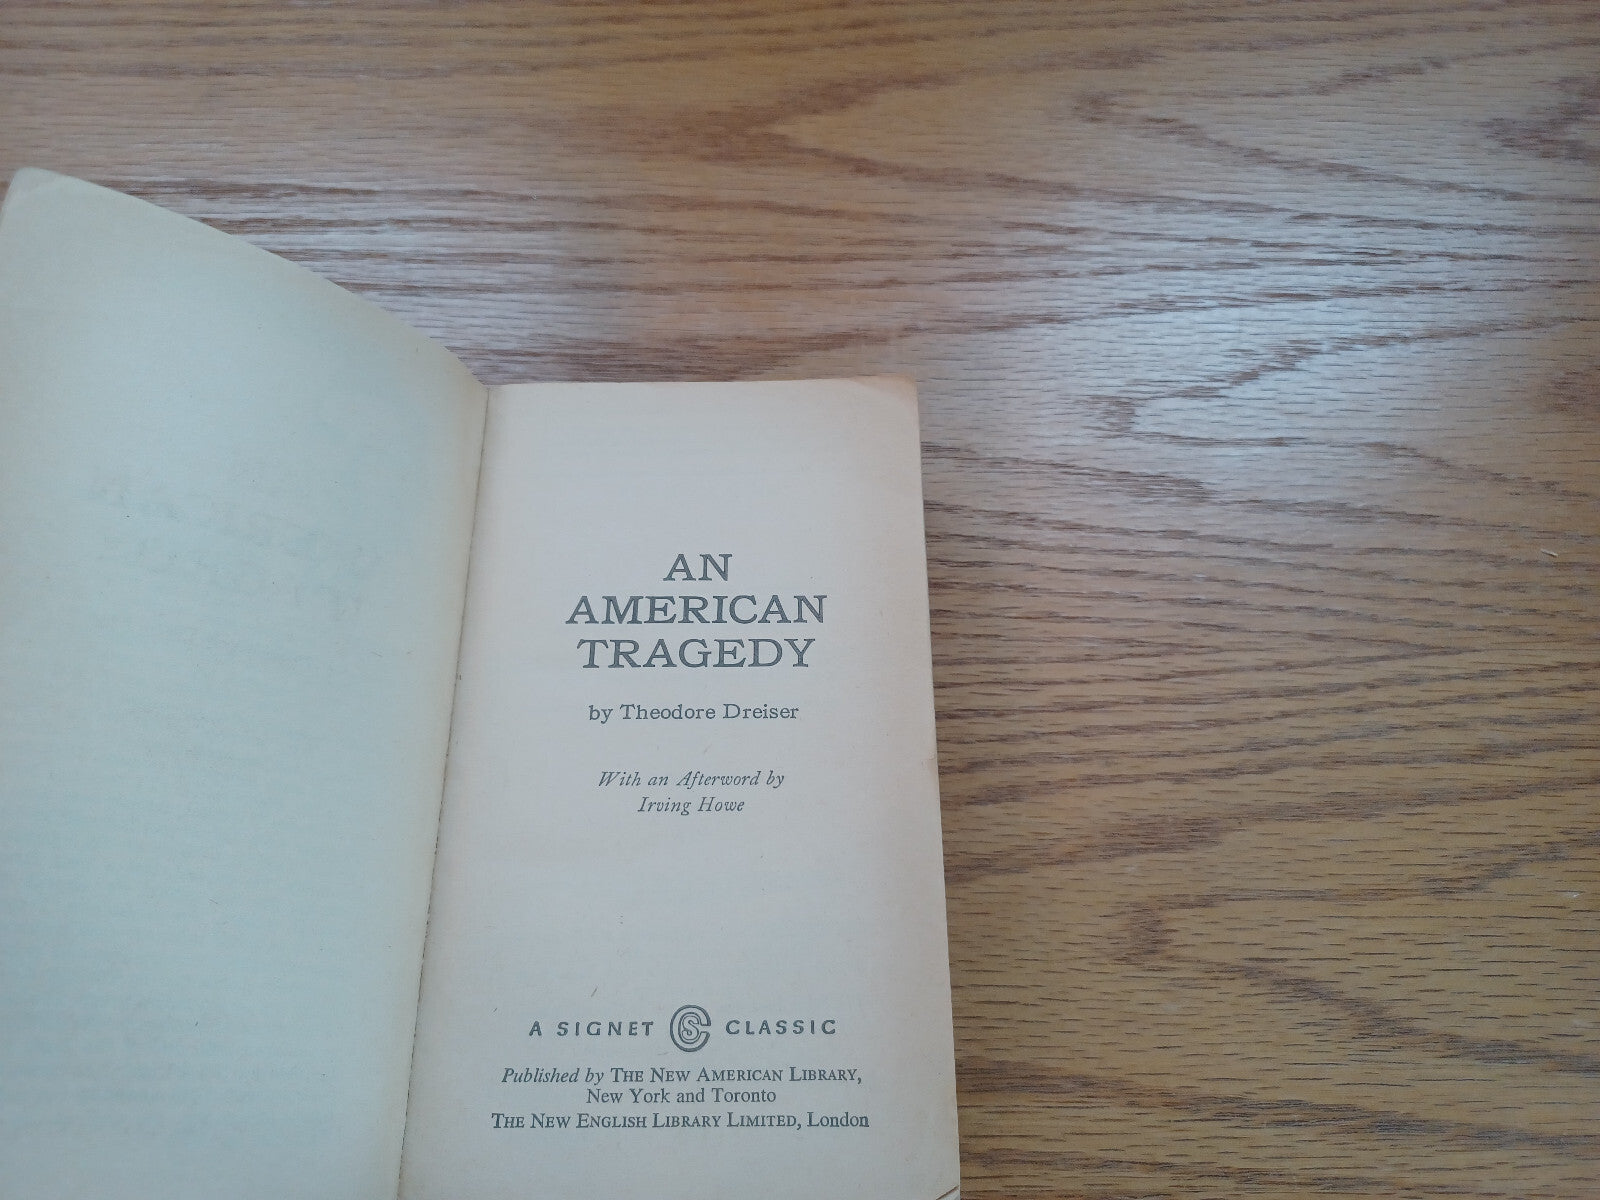 AN
AMERICAN
TRAGEDY
by Theodore Dreiser
With an Afterword by
Irving Howe
A SIGNET CS CLASSIC
Published by THE NEW AMERICAN LIBRARY,
New York and Toronto
THE NEW ENGLISH LIBRARY LIMITED, London